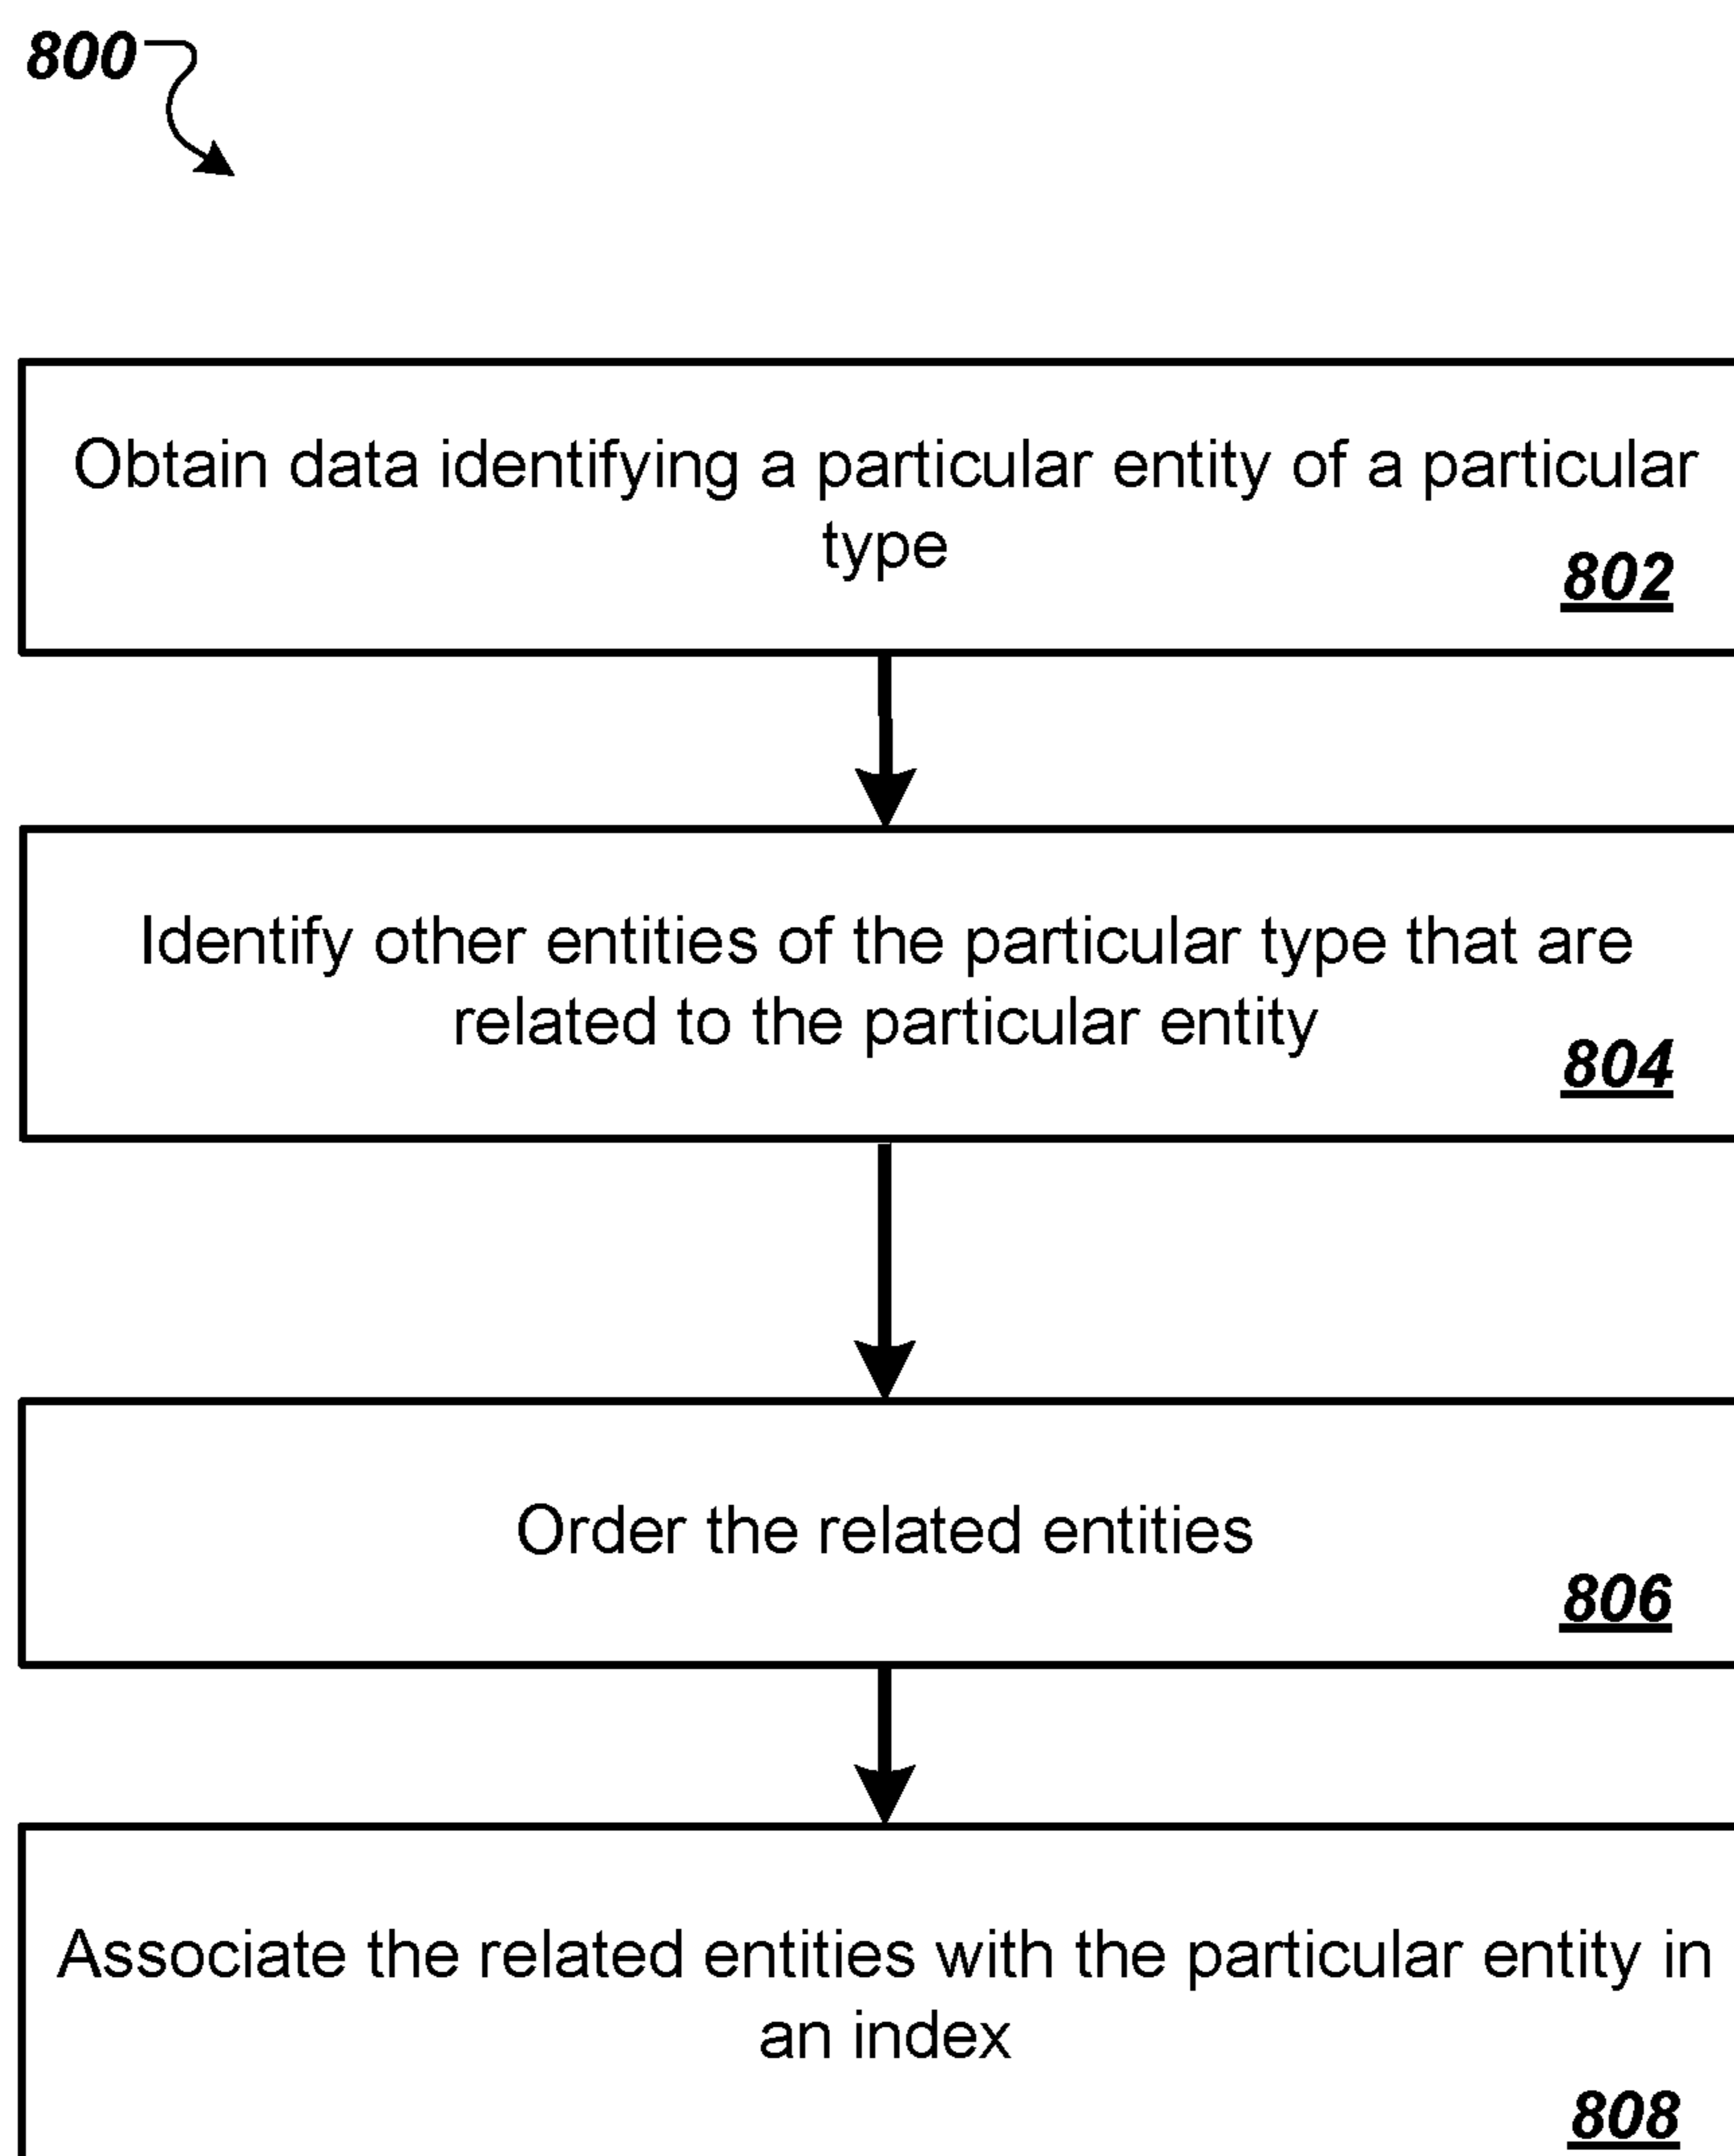 800
Obtain data identifying a particular entity of a particular
type
802
Identify other entities of the particular type that are
related to the particular entity
804
Order the related entities
806
Associate the related entities with the particular entity in
an index
808